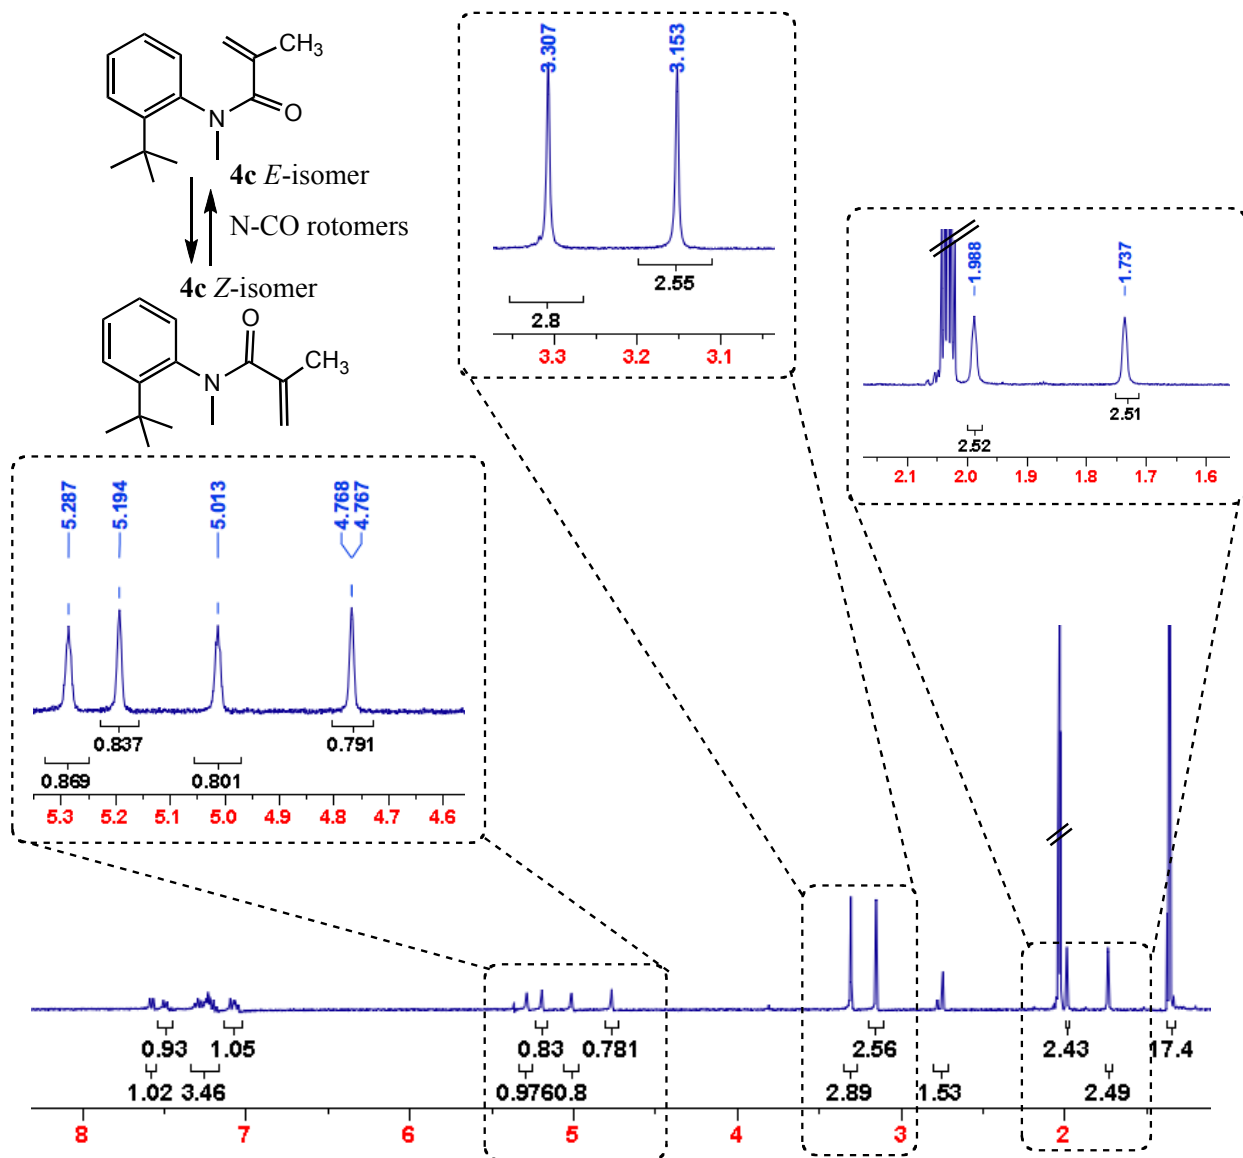 CH₃
N
O
4c E-isomer
N-CO rotomers
4c Z-isomer
O
CH₃
N
3.307
3.153
2.55
2.8
3.3 3.2 3.1
1.988
1.737
2.51
2.52
2.1 2.0 1.9 1.8 1.7 1.6
5.287
5.194
5.013
4.768
4.767
0.837 0.791
0.869 0.801
5.3 5.2 5.1 5.0 4.9 4.8 4.7 4.6
0.93 1.05 0.83 0.781 2.56 2.43 17.4
1.02 3.46 0.976 0.8 2.89 1.53 2.49
8 7 6 5 4 3 2